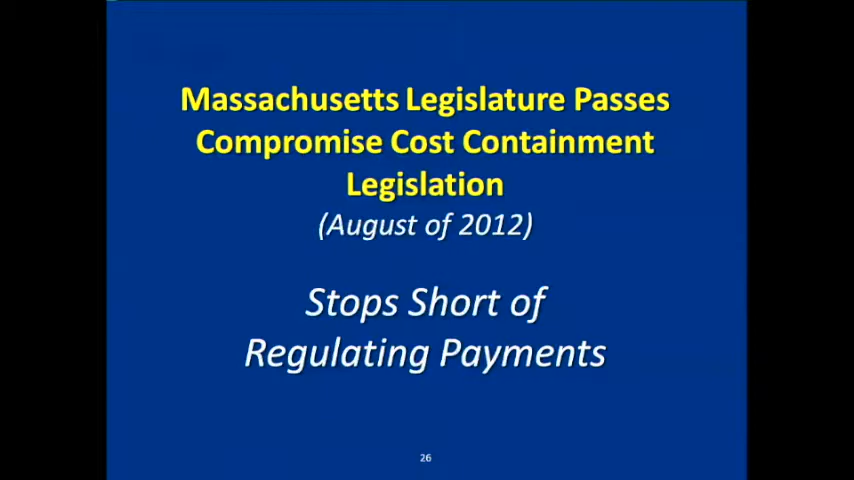 Massachusetts Legislature Passes
Compromise Cost Containment
Legislation
(August of 2012)
Stops Short of
Regulating Payments
26